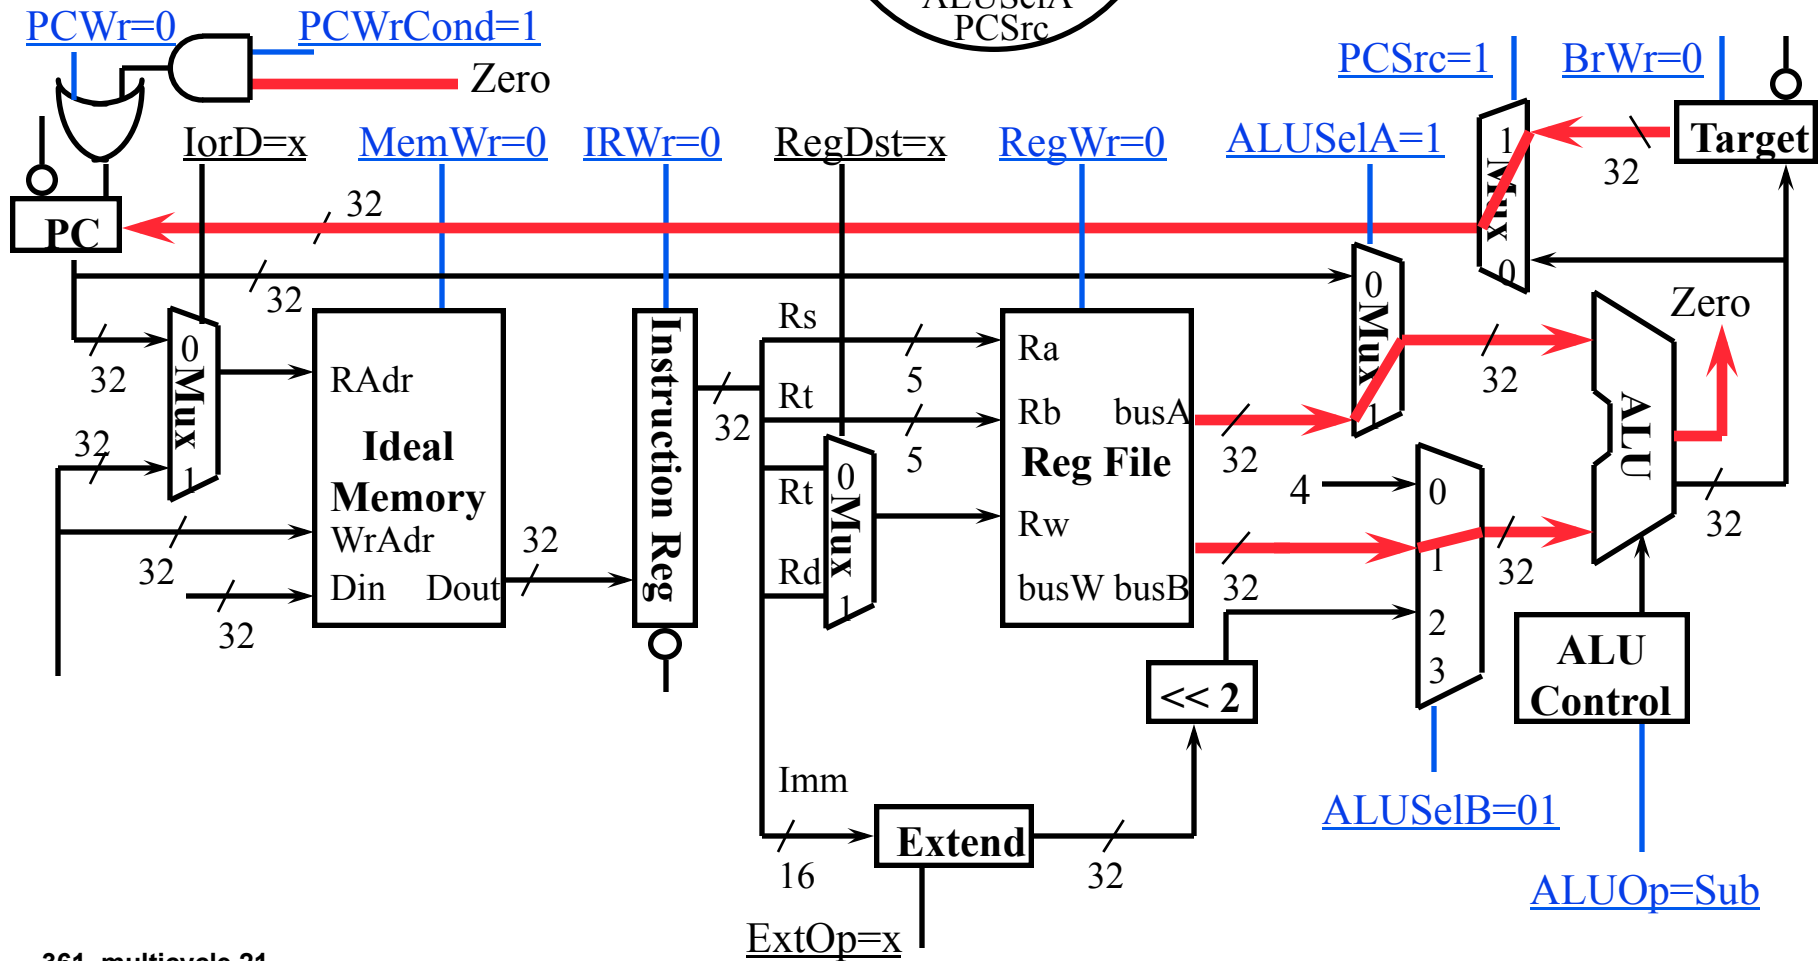 ALUSelA
PCSrc
PCWr=0
PCWrCond=1
Zero
PCSrc=1
BrWr=0
IorD=x
MemWr=0
IRWr=0
RegDst=x
RegWr=0
ALUSelA=1
1
Mux
0
32
Target
PC
32
32
0
Mux
1
32
32
RAdr
Ideal
Memory
WrAdr
Din
Dout
32
32
32
Instruction Reg
32
Rs
5
Rt
5
Rt
Rd
0
Mux
1
Ra
Rb
busA
Reg File
Rw
busW
busB
32
32
0
Mux
1
32
4
0
1
2
3
32
ALU
Zero
32
<< 2
ALU
Control
Imm
16
Extend
32
ALUSelB=01
ALUOp=Sub
ExtOp=x
361 multicycle.21